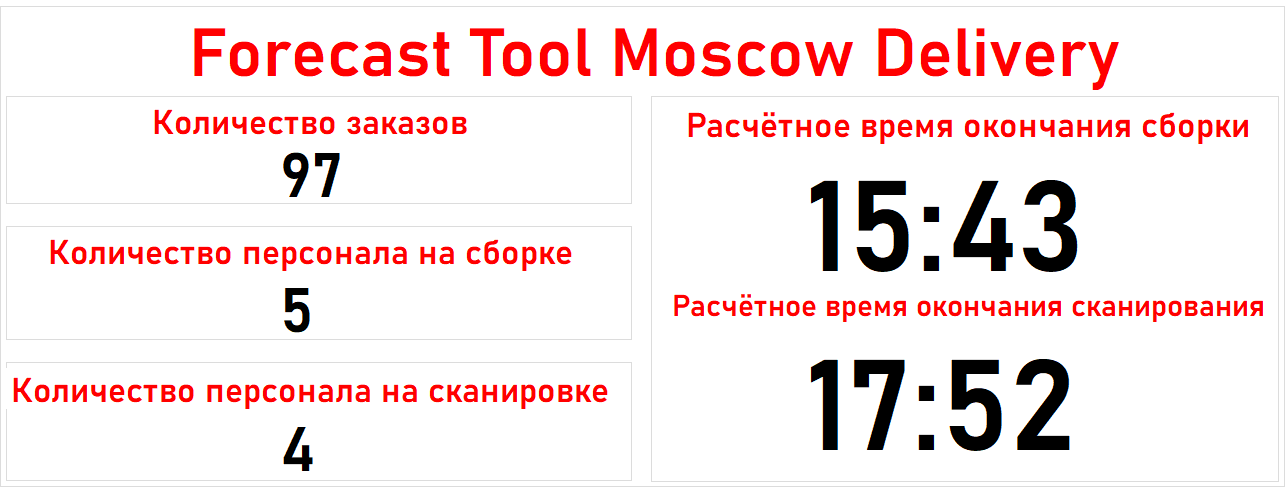 Forecast Tool Moscow Delivery
Количество заказов
97
Количество персонала на сборке
5
Количество персонала на сканировке
4
Расчётное время окончания сборки
15:43
Расчётное время окончания сканирования
17:52